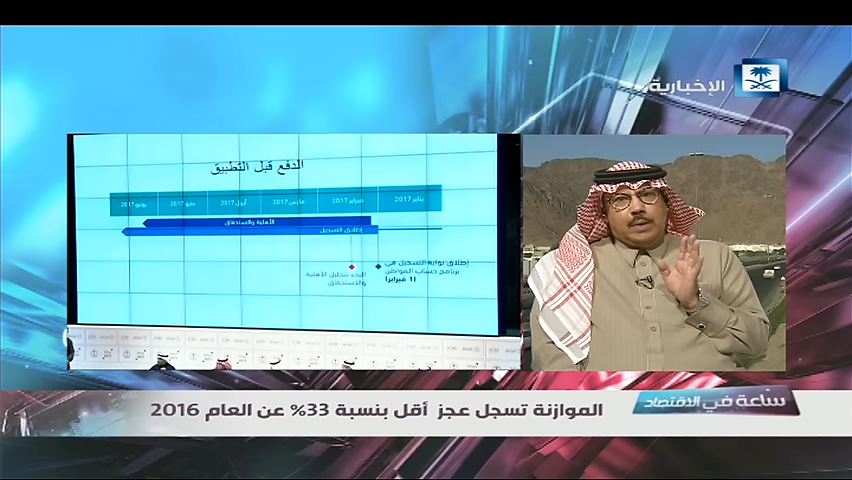 الإخبارية
الدفع قبل التطبيق
يناير 2017 فبراير 2017 مارس 2017 أبريل 2017 مايو 2017 يونيو 2017
الأهلية والاستحقاق
إطلاق التسجيل
إطلاق بوابة التسجيل في
برنامج حساب المواطن
(1 فبراير)
البدء بتحليل الأهلية
والاستحقاق
ساعة في الاقتصاد
الموازنة تسجل عجز أقل بنسبة 33% عن العام 2016